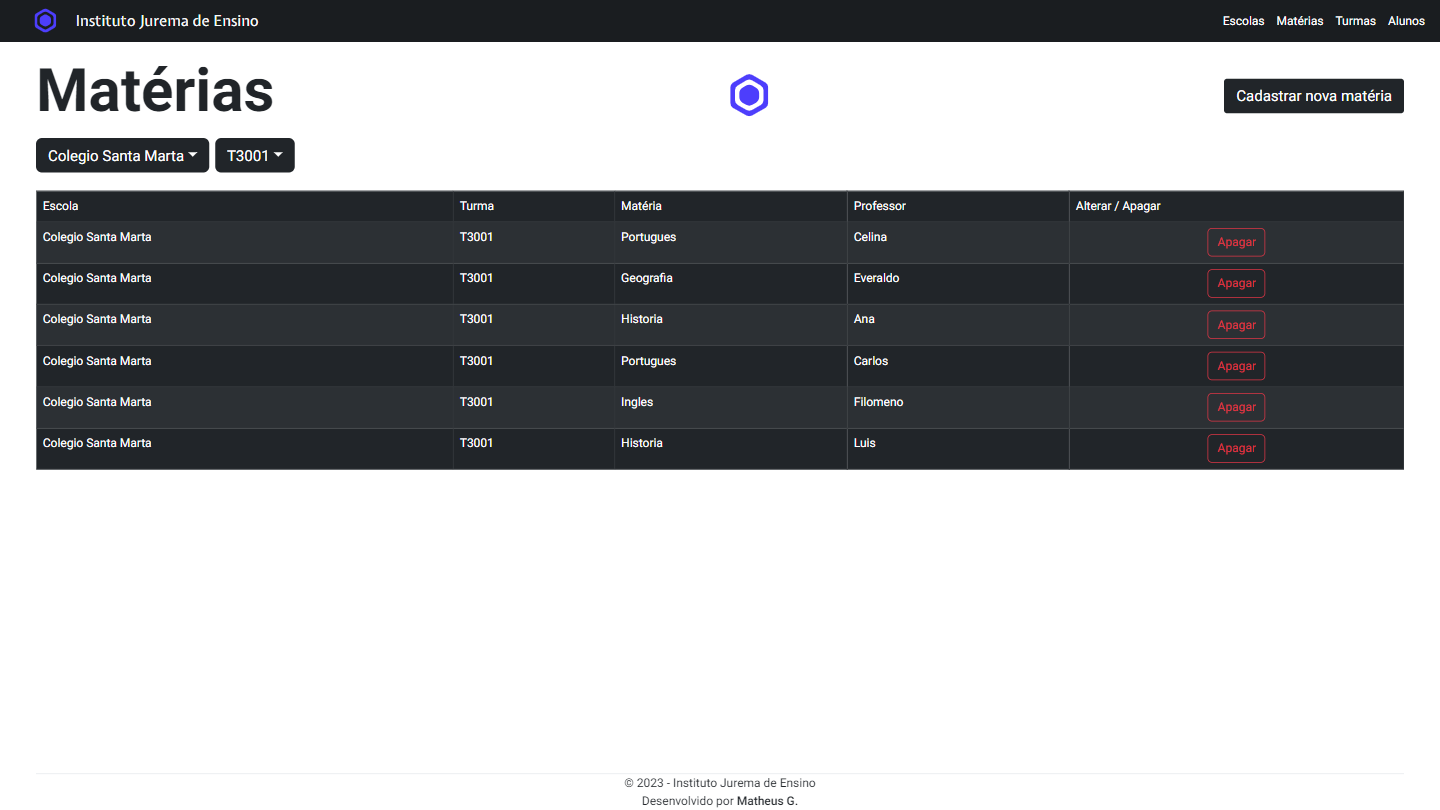 Instituto Jurema de Ensino Escolas Matérias Turmas Alunos
Matérias Cadastrar nova matéria
Colegio Santa Marta T3001
Escola Turma Matéria Professor Alterar / Apagar
Colegio Santa Marta T3001 Portugues Celina Apagar
Colegio Santa Marta T3001 Geografia Everaldo Apagar
Colegio Santa Marta T3001 Historia Ana Apagar
Colegio Santa Marta T3001 Portugues Carlos Apagar
Colegio Santa Marta T3001 Ingles Filomeno Apagar
Colegio Santa Marta T3001 Historia Luis Apagar
© 2023 - Instituto Jurema de Ensino
Desenvolvido por Matheus G.